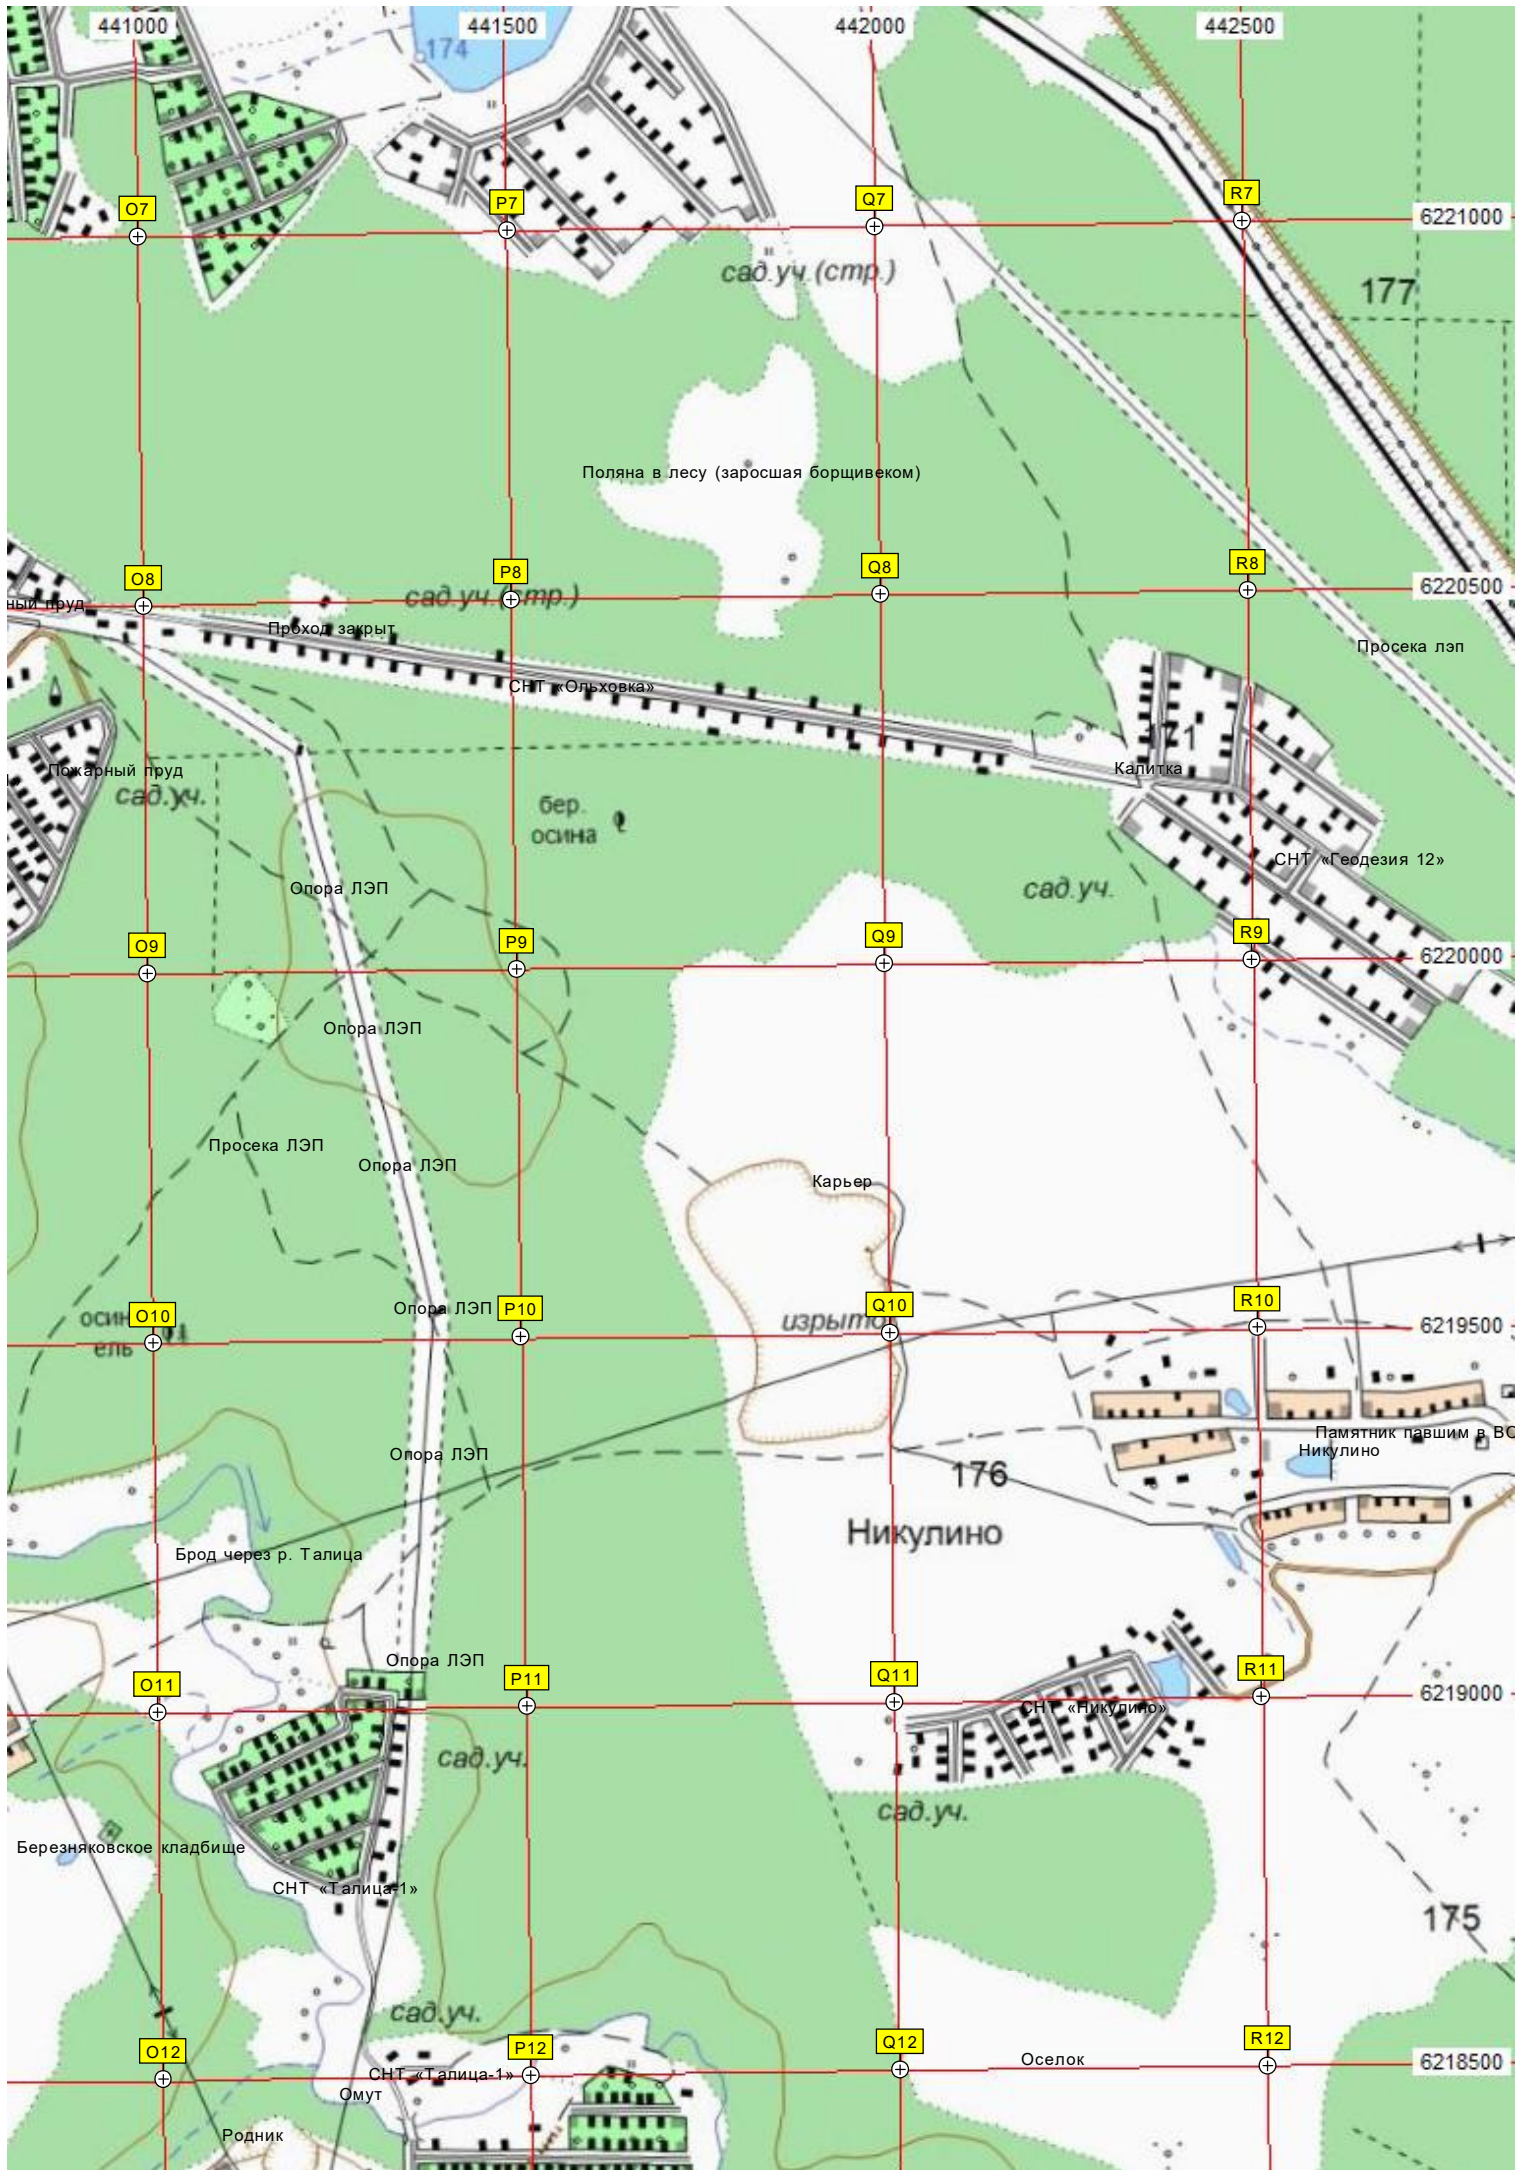 441000
441500
442000
442500
174
O7
P7
Q7
R7
6221000
сад.уч.(стр.)
177
Поляна в лесу (заросшая борщивеком)
O8
P8
Q8
R8
6220500
ный пруд
сад.уч.(стр.)
Проход закрыт
Просека лэп
СНТ «Ольховка»
171
Калитка
Пожарный пруд
сад.уч.
бер.
осина
СНТ «Геодезия 12»
Опора ЛЭП
сад.уч.
O9
P9
Q9
R9
6220000
Опора ЛЭП
Просека ЛЭП
Опора ЛЭП
Карьер
Опора ЛЭП
O10
P10
Q10
R10
6219500
осин
ель
изрыто
Памятник павшим в ВО
Никулино
Опора ЛЭП
176
Никулино
Брод через р. Талица
Опора ЛЭП
O11
P11
Q11
R11
6219000
СНТ «Никулино»
сад.уч.
сад.уч.
Березняковское кладбище
СНТ «Талица-1»
175
сад.уч.
O12
P12
Q12
R12
6218500
Оселок
СНТ «Талица-1»
Омут
Родник